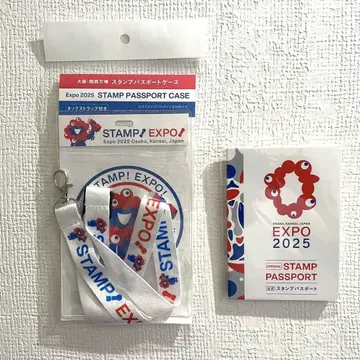 大阪・関西万博 スタンプパスポートケース
Expo 2025 STAMP PASSPORT CASE
ネックストラップ付き
STAMP! EXPO!
Expo 2025 Osaka, Kansai, Japan
STAMP! EXPO!
STAMP!
EXPO!
STAMP!
EXPO!
OSAKA, KANSAI, JAPAN
EXPO
2025
OFFICIAL STAMP
PASSPORT
公式 スタンプパスポート